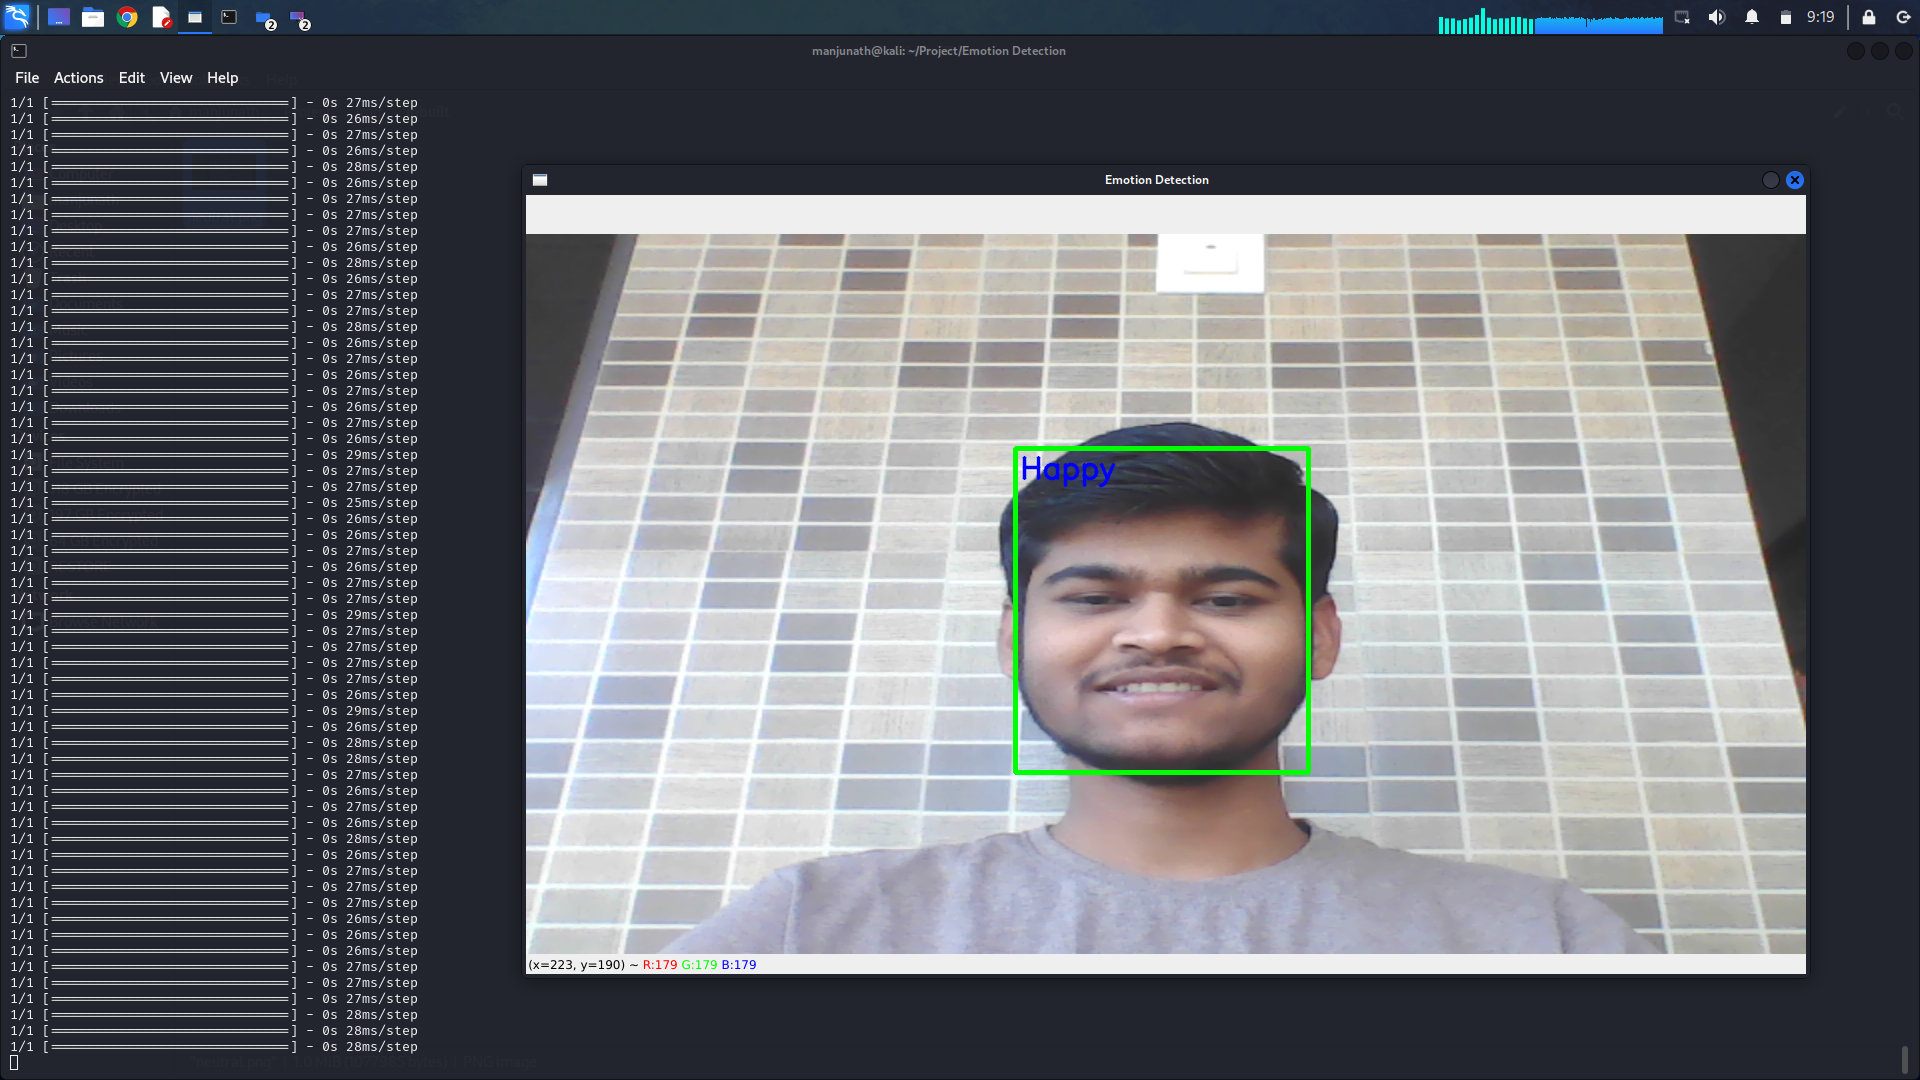 2
2
9:19
manjunath@kali: ~/Project/Emotion Detection
File Actions Edit View Help
1/1 [==============================] - 0s 27ms/step
1/1 [==============================] - 0s 26ms/step
1/1 [==============================] - 0s 27ms/step
1/1 [==============================] - 0s 26ms/step
1/1 [==============================] - 0s 28ms/step
1/1 [==============================] - 0s 26ms/step
1/1 [==============================] - 0s 27ms/step
1/1 [==============================] - 0s 27ms/step
1/1 [==============================] - 0s 27ms/step
1/1 [==============================] - 0s 26ms/step
1/1 [==============================] - 0s 28ms/step
1/1 [==============================] - 0s 26ms/step
1/1 [==============================] - 0s 27ms/step
1/1 [==============================] - 0s 27ms/step
1/1 [==============================] - 0s 28ms/step
1/1 [==============================] - 0s 26ms/step
1/1 [==============================] - 0s 27ms/step
1/1 [==============================] - 0s 26ms/step
1/1 [==============================] - 0s 27ms/step
1/1 [==============================] - 0s 26ms/step
1/1 [==============================] - 0s 27ms/step
1/1 [==============================] - 0s 26ms/step
1/1 [==============================] - 0s 29ms/step
1/1 [==============================] - 0s 27ms/step
1/1 [==============================] - 0s 27ms/step
1/1 [==============================] - 0s 25ms/step
1/1 [==============================] - 0s 26ms/step
1/1 [==============================] - 0s 26ms/step
1/1 [==============================] - 0s 27ms/step
1/1 [==============================] - 0s 26ms/step
1/1 [==============================] - 0s 27ms/step
1/1 [==============================] - 0s 27ms/step
1/1 [==============================] - 0s 29ms/step
1/1 [==============================] - 0s 27ms/step
1/1 [==============================] - 0s 27ms/step
1/1 [==============================] - 0s 27ms/step
1/1 [==============================] - 0s 27ms/step
1/1 [==============================] - 0s 26ms/step
1/1 [==============================] - 0s 29ms/step
1/1 [==============================] - 0s 26ms/step
1/1 [==============================] - 0s 28ms/step
1/1 [==============================] - 0s 28ms/step
1/1 [==============================] - 0s 27ms/step
1/1 [==============================] - 0s 26ms/step
1/1 [==============================] - 0s 27ms/step
1/1 [==============================] - 0s 26ms/step
1/1 [==============================] - 0s 28ms/step
1/1 [==============================] - 0s 26ms/step
1/1 [==============================] - 0s 27ms/step
1/1 [==============================] - 0s 27ms/step
1/1 [==============================] - 0s 27ms/step
1/1 [==============================] - 0s 26ms/step
1/1 [==============================] - 0s 26ms/step
1/1 [==============================] - 0s 26ms/step
1/1 [==============================] - 0s 27ms/step
1/1 [==============================] - 0s 27ms/step
1/1 [==============================] - 0s 27ms/step
1/1 [==============================] - 0s 28ms/step
1/1 [==============================] - 0s 28ms/step
1/1 [==============================] - 0s 28ms/step
Emotion Detection
Happy
(x=223, y=190) ~ R:179 G:179 B:179